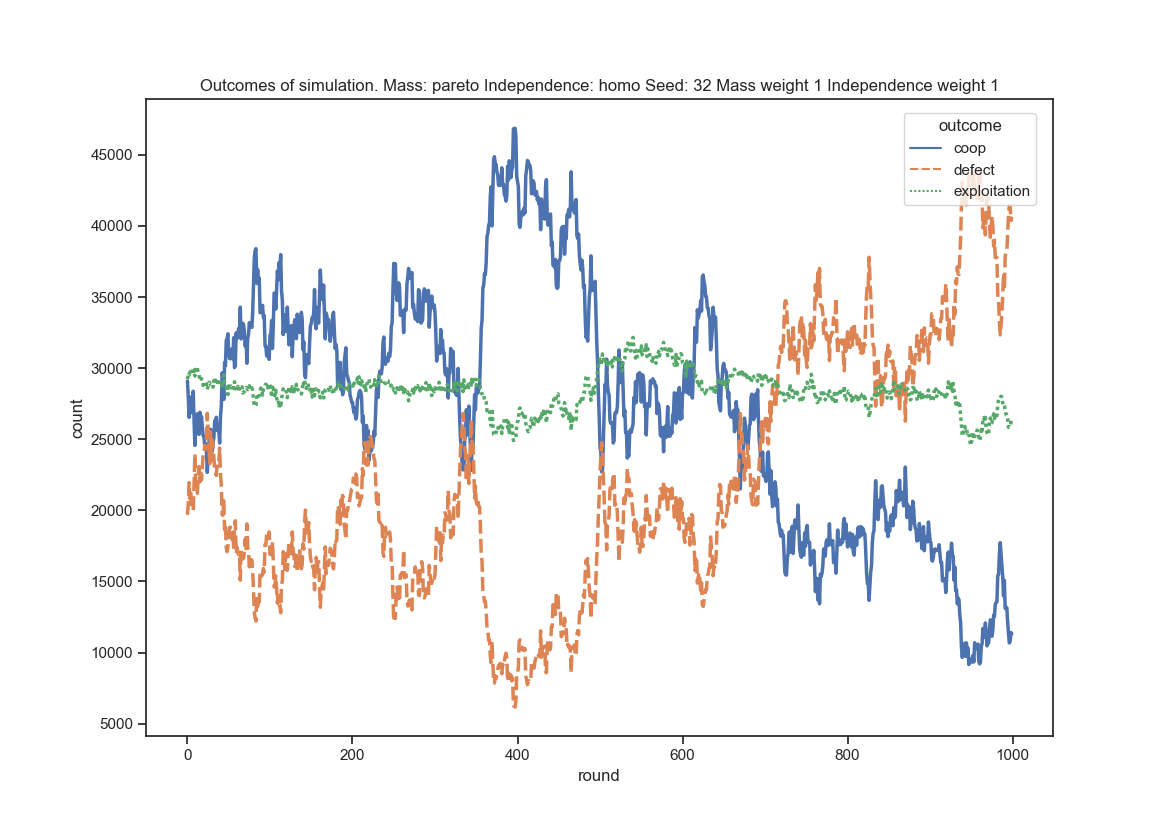 Outcomes of simulation. Mass: pareto Independence: homo Seed: 32 Mass weight 1 Independence weight 1
outcome
coop
defect
exploitation
count
45000
40000
35000
30000
25000
20000
15000
10000
5000
0 200 400 600 800 1000
round